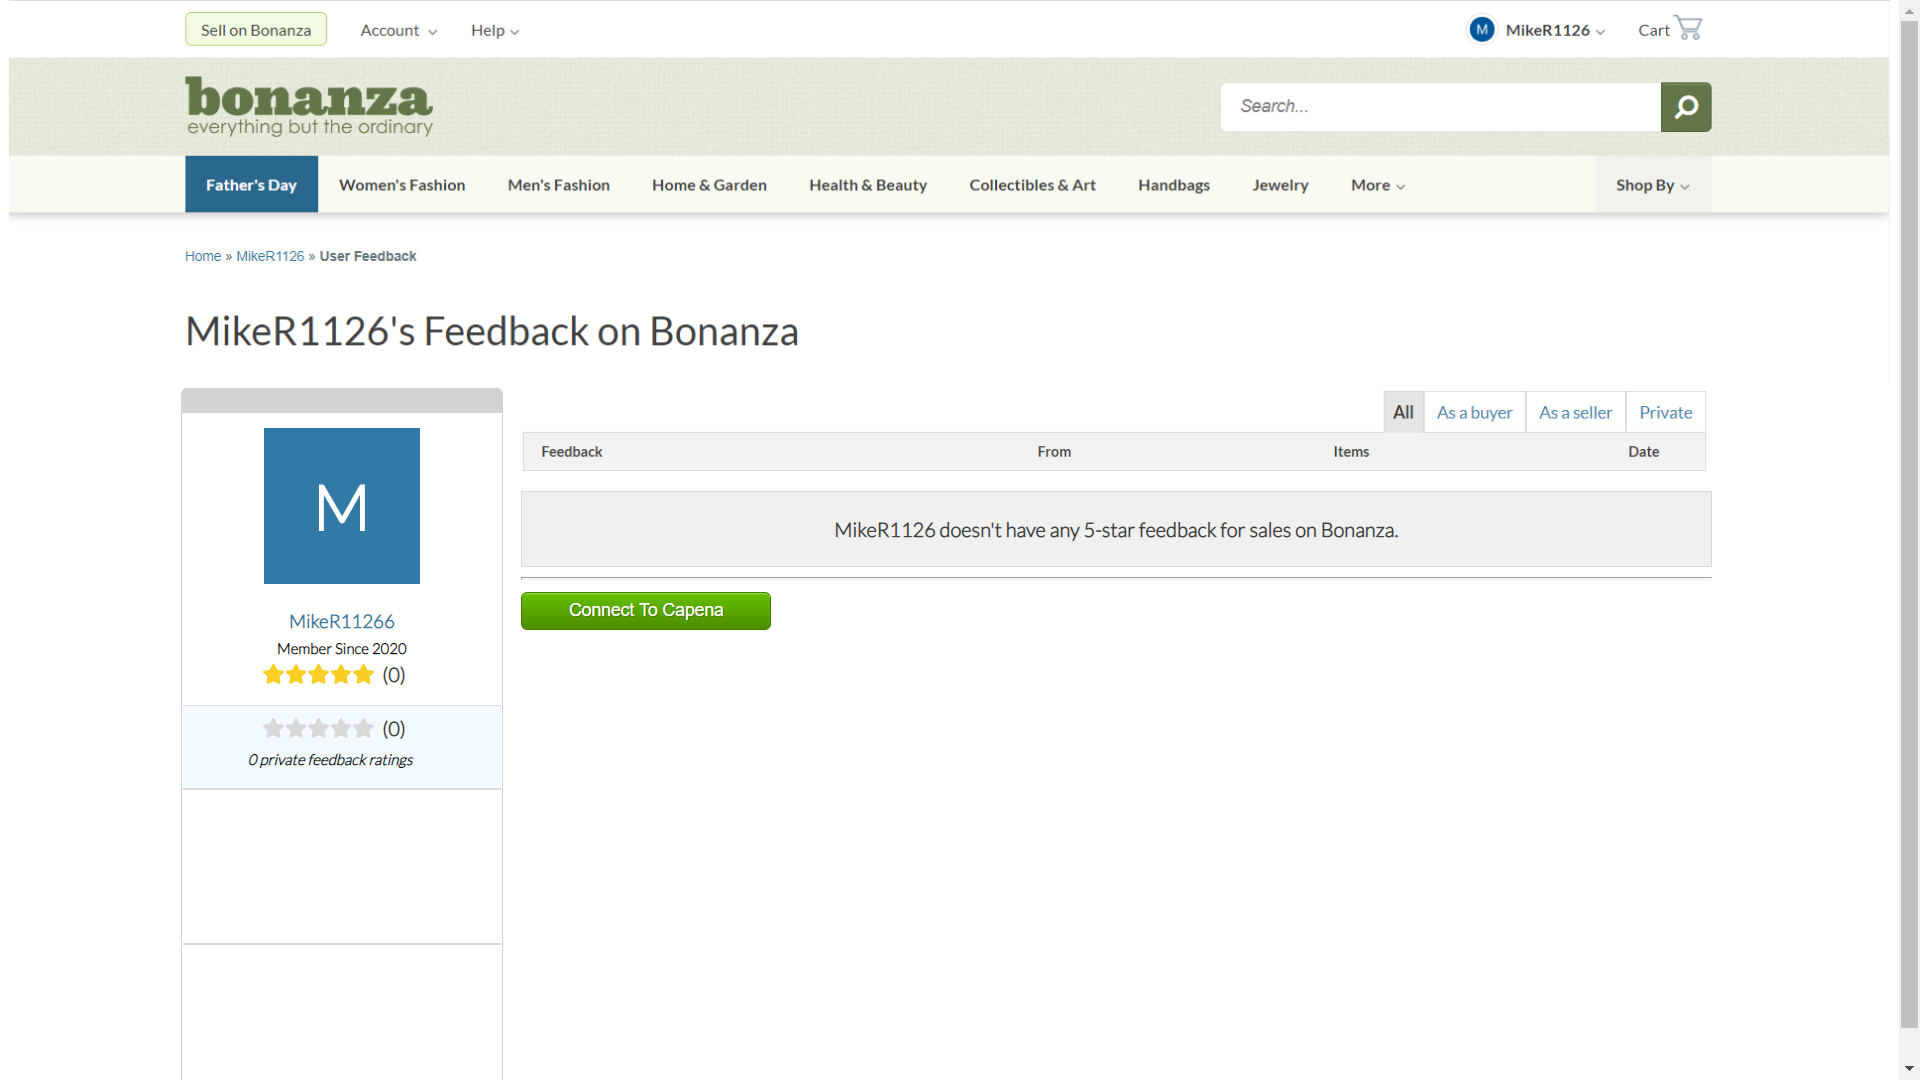 Sell on Bonanza Account Help M MikeR1126 Cart
bonanza
everything but the ordinary
Search...
Father's Day Women's Fashion Men's Fashion Home & Garden Health & Beauty Collectibles & Art Handbags Jewelry More Shop By
Home » MikeR1126 » User Feedback
MikeR1126's Feedback on Bonanza
All As a buyer As a seller Private
Feedback From Items Date
M
MikeR1126 doesn't have any 5-star feedback for sales on Bonanza.
Connect To Capena
MikeR11266
Member Since 2020
(0)
(0)
0 private feedback ratings